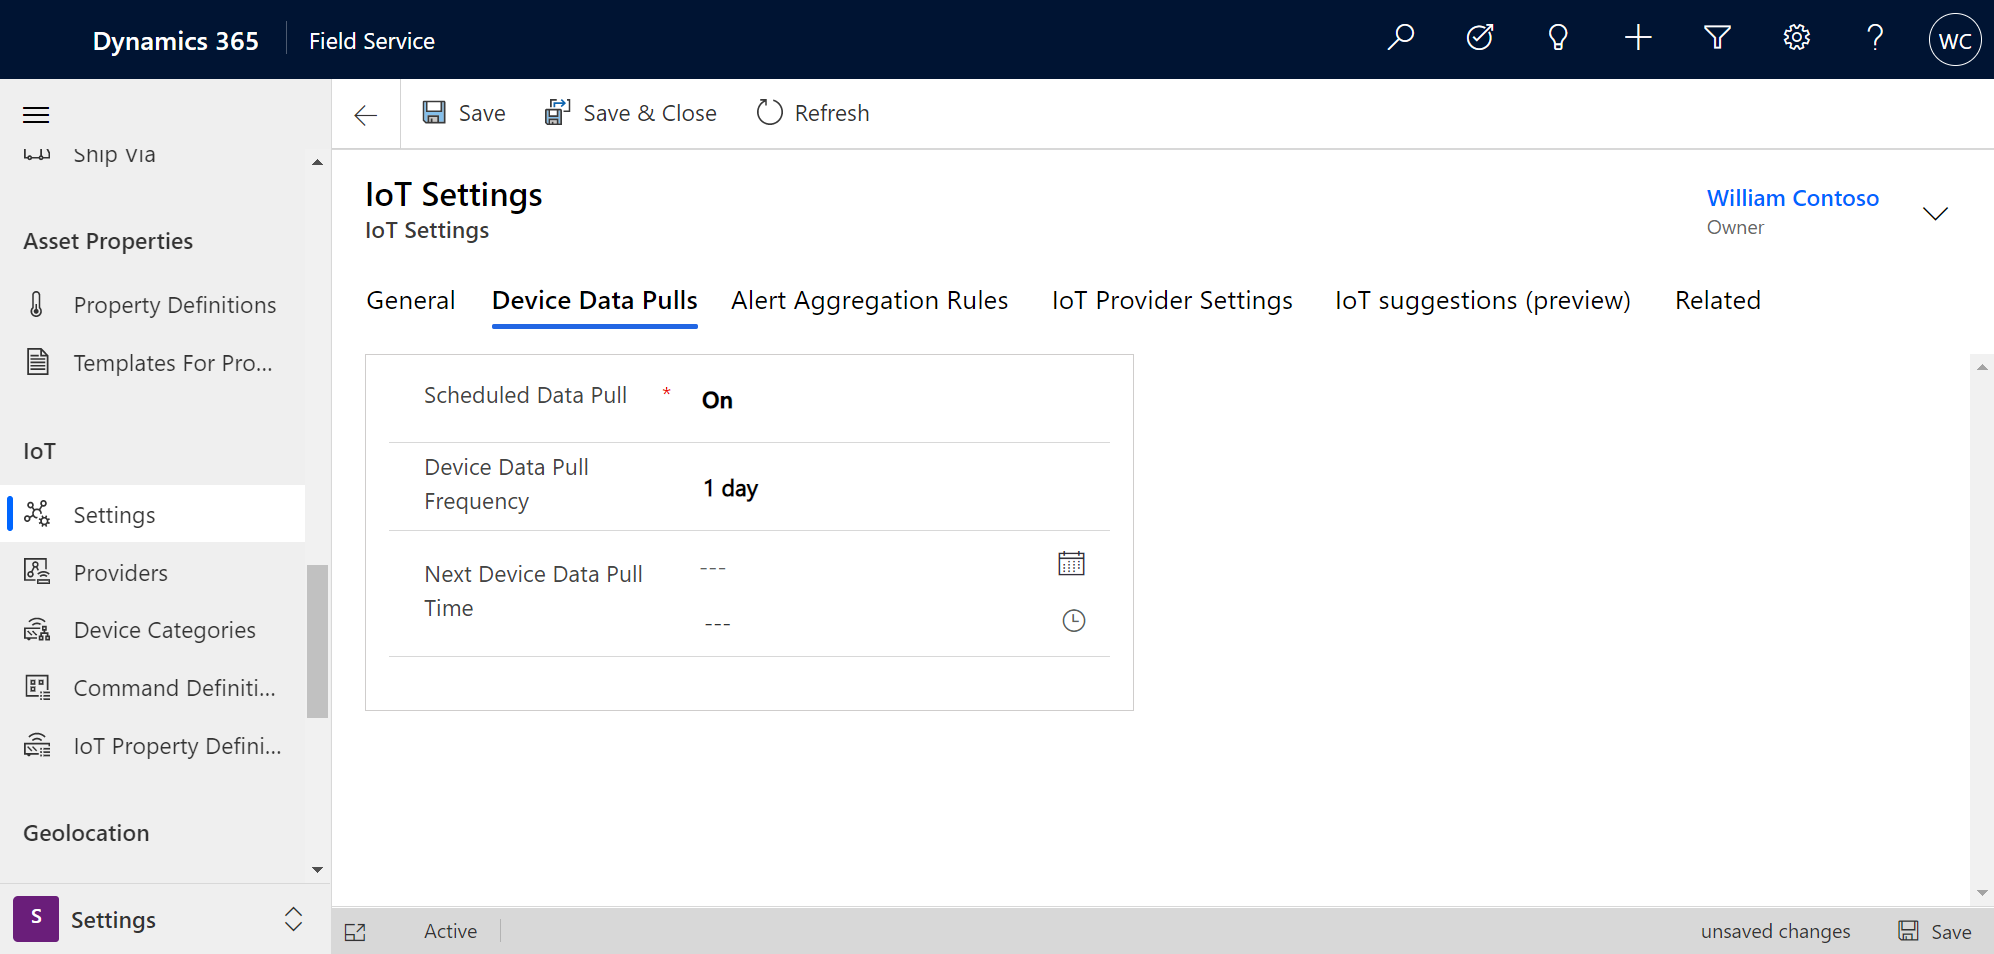 Dynamics 365
Field Service
WC
Ship Via
Asset Properties
Property Definitions
Templates For Pro...
IoT
Settings
Providers
Device Categories
Command Definiti...
IoT Property Defini...
Geolocation
S
Settings
Save
Save & Close
Refresh
IoT Settings
IoT Settings
William Contoso
Owner
General
Device Data Pulls
Alert Aggregation Rules
IoT Provider Settings
IoT suggestions (preview)
Related
Scheduled Data Pull
*
On
Device Data Pull
Frequency
1 day
Next Device Data Pull
Time
---
---
Active
unsaved changes
Save